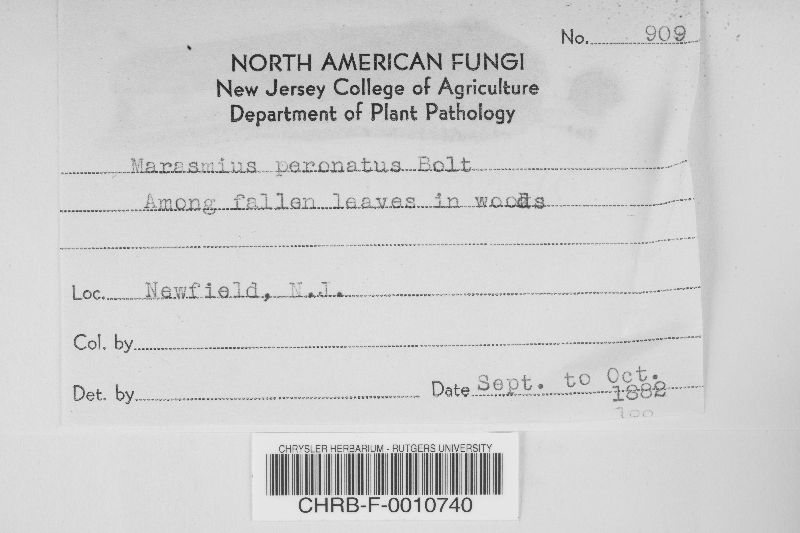 No. 909
NORTH AMERICAN FUNGI
New Jersey College of Agriculture
Department of Plant Pathology
Marasmius peronatus Bolt
Among fallen leaves in woods
Loc. Newfield, N.J.
Col. by
Det. by
Date Sept. to Oct.
1882
CHRYSLER HERBARIUM - RUTGERS UNIVERSITY
CHRB-F-0010740